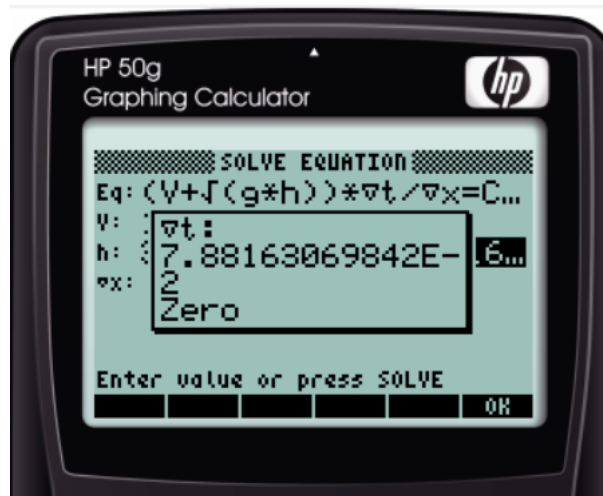 HP 50g
Graphing Calculator
hp
SOLVE EQUATION
Eq: (V+√(g*h))*∇t/∇x=C…
V:
h: .6…
∇x:
∇t:
7.88163069842E-
2
Zero
Enter value or press SOLVE
OK